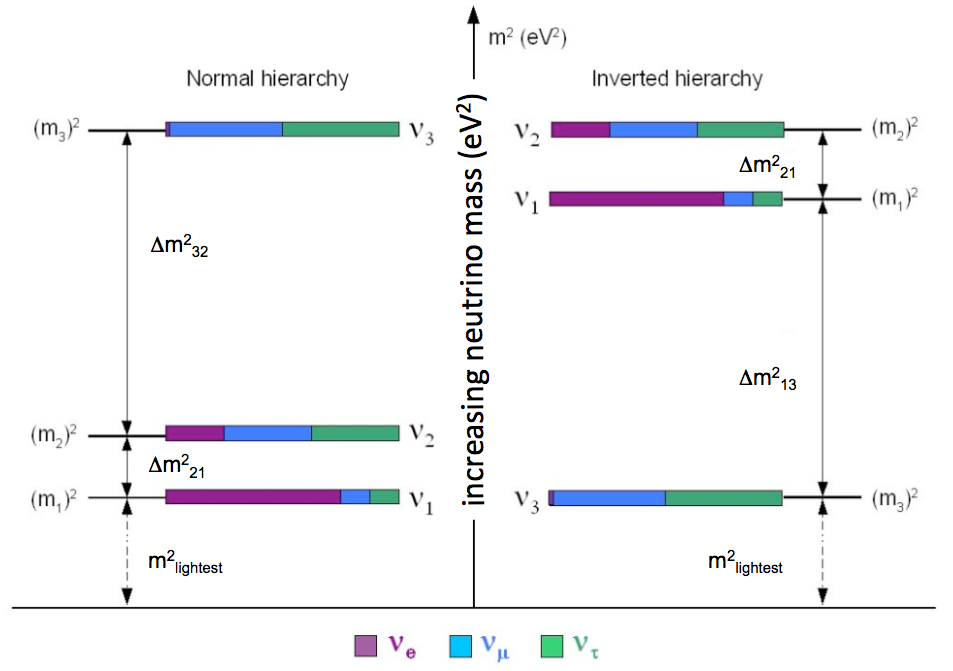 m² (eV²)
Normal hierarchy
Inverted hierarchy
increasing neutrino mass (eV²)
(m₃)² ν₃
Δm²₃₂
(m₂)² ν₂
Δm²₂₁
(m₁)² ν₁
m²lightest
ν₂ (m₂)²
Δm²₂₁
ν₁ (m₁)²
Δm²₁₃
ν₃ (m₃)²
m²lightest
νe νμ ντ